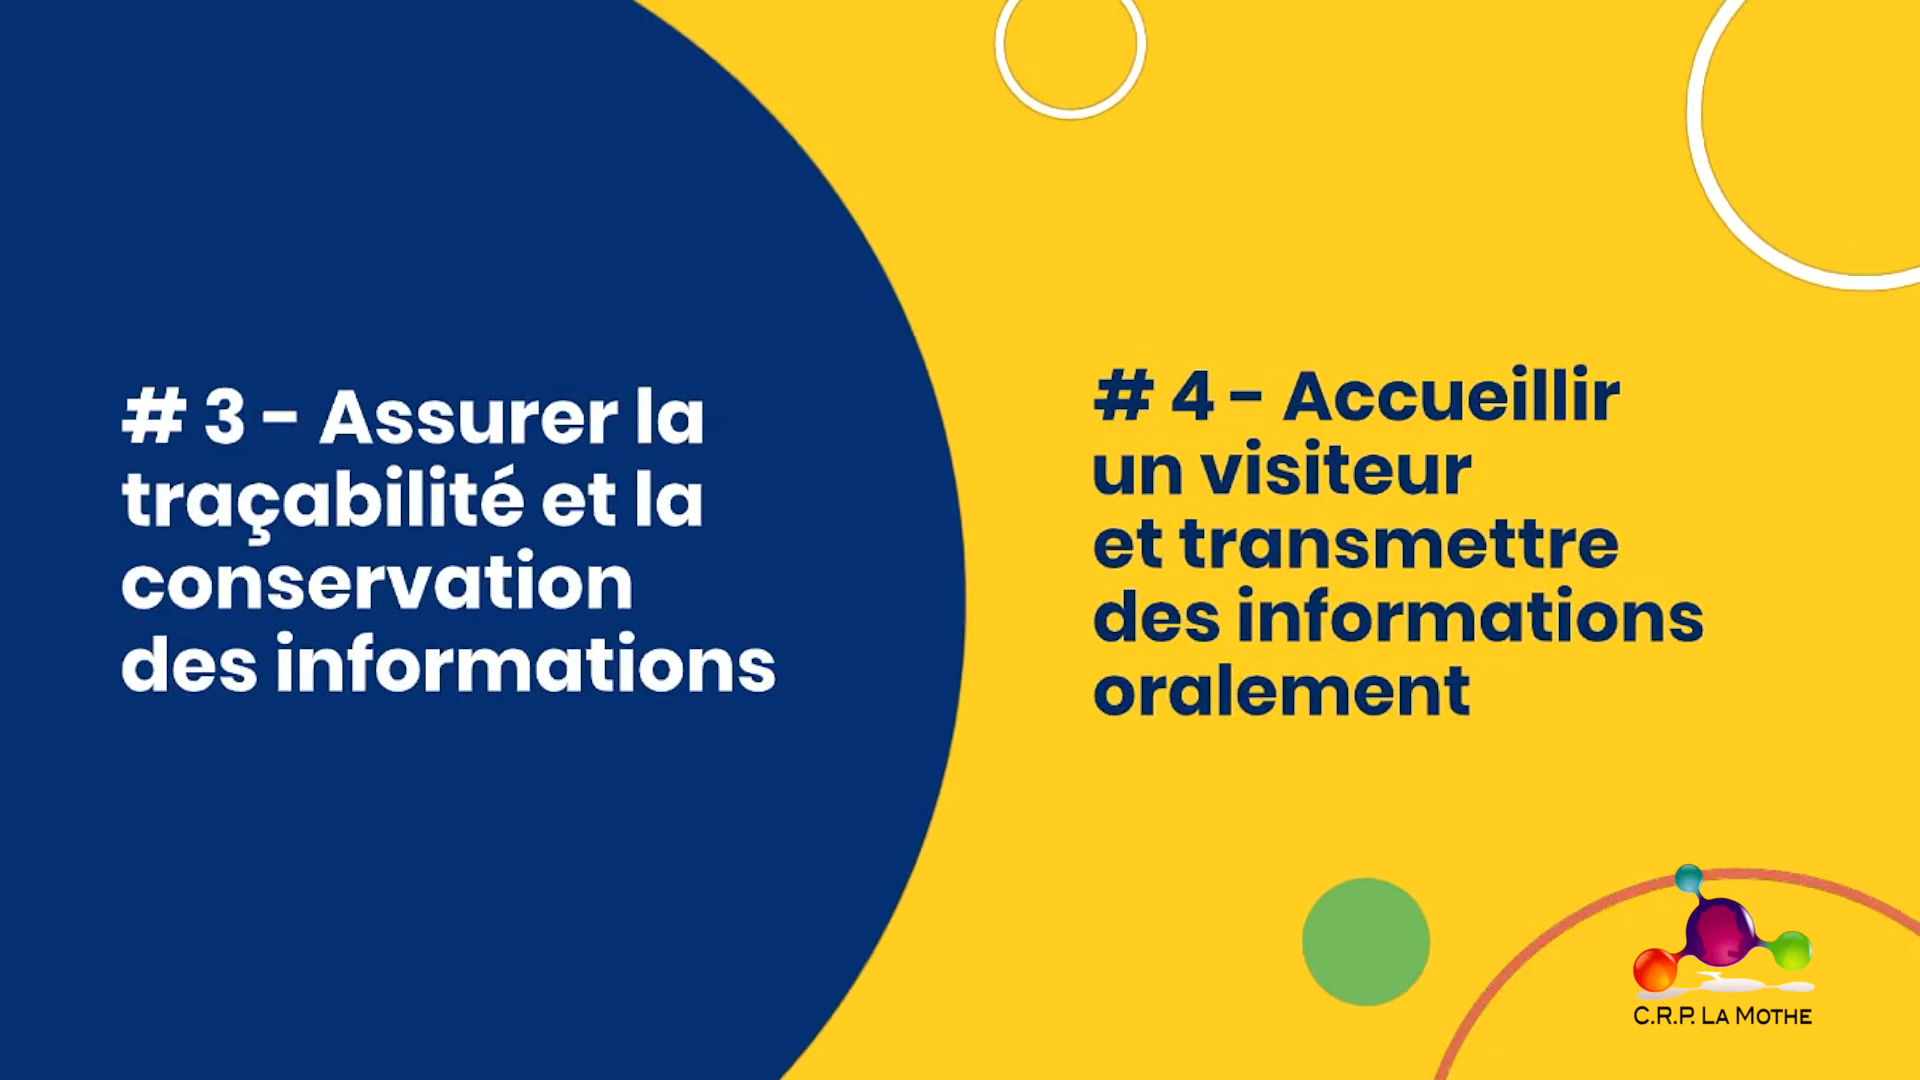 # 3 - Assurer la
traçabilité et la
conservation
des informations
# 4 - Accueillir
un visiteur
et transmettre
des informations
oralement
C.R.P. LA MOTHE